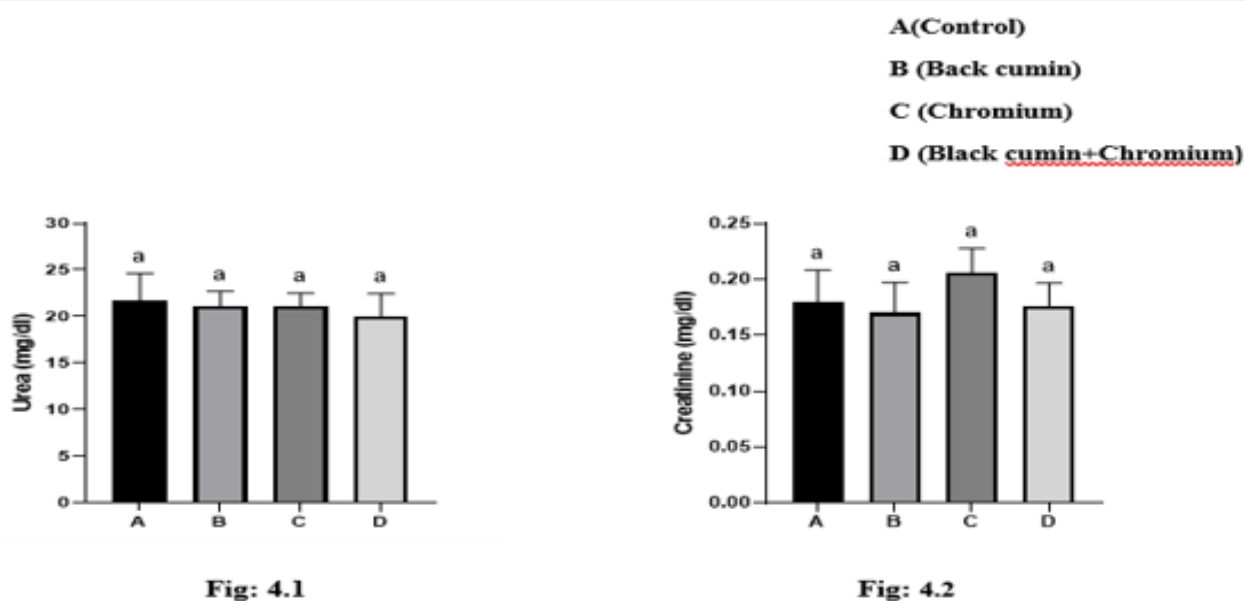 A(Control)
B (Back cumin)
C (Chromium)
D (Black cumin+Chromium)
Urea (mg/dl)
30
25
20
15
10
5
0
a a a a
A B C D
Fig: 4.1
Creatinine (mg/dl)
0.25
0.20
0.15
0.10
0.05
0.00
a a a a
A B C D
Fig: 4.2